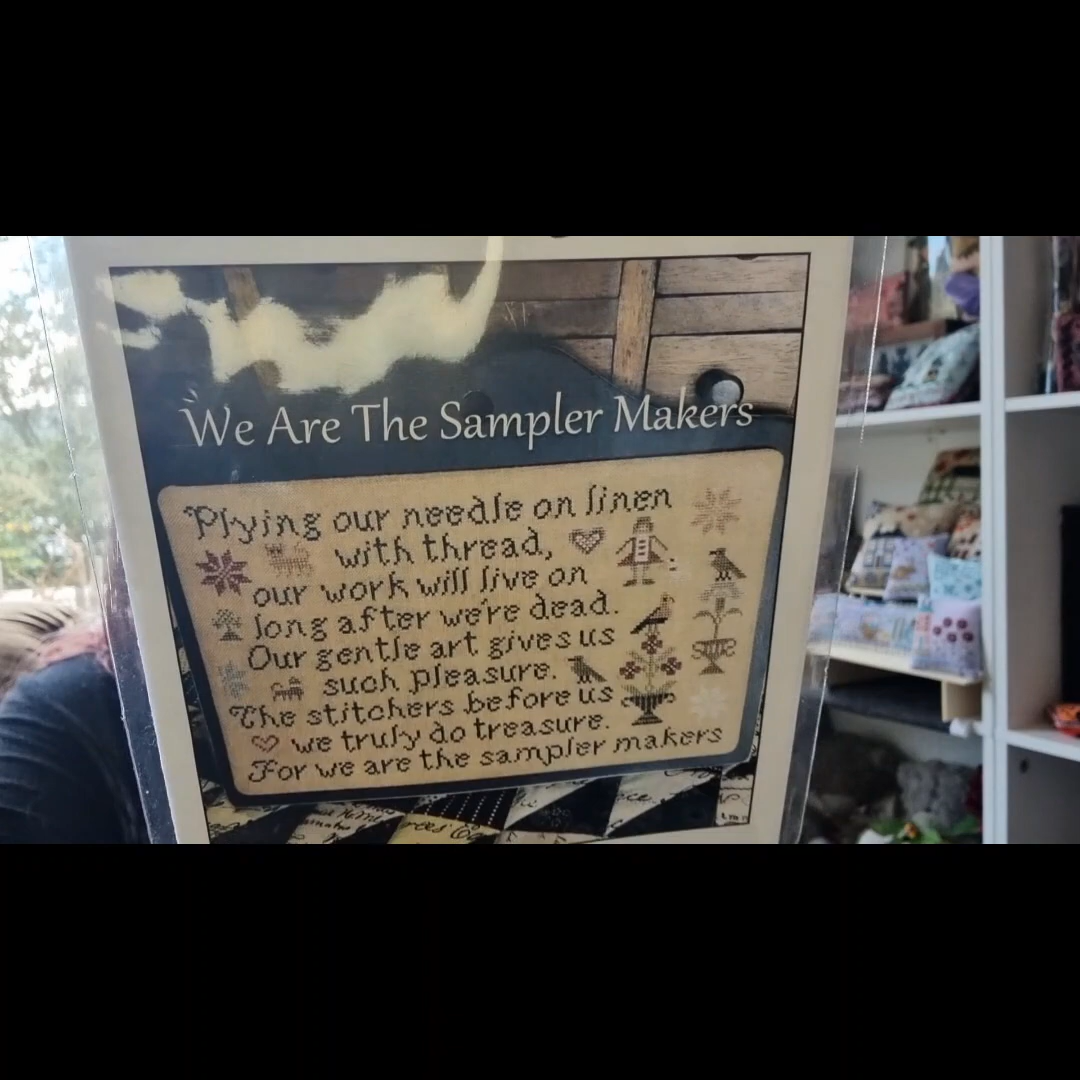 We Are The Sampler Makers
Plying our needle on linen
with thread,
our work will live on
long after we're dead.
Our gentle art gives us
such pleasure.
The stitchers before us
we truly do treasure.
For we are the sampler makers